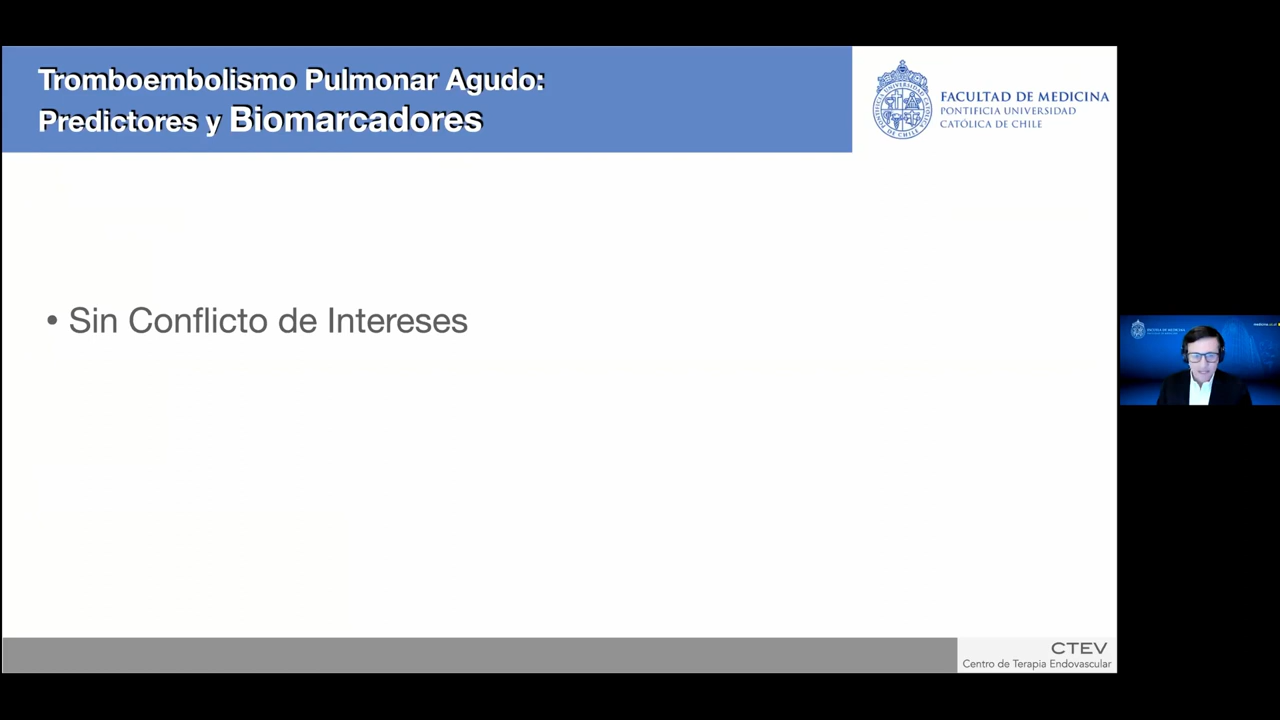 Tromboembolismo Pulmonar Agudo:
Predictores y Biomarcadores
FACULTAD DE MEDICINA
PONTIFICIA UNIVERSIDAD
CATÓLICA DE CHILE
• Sin Conflicto de Intereses
CTEV
Centro de Terapia Endovascular